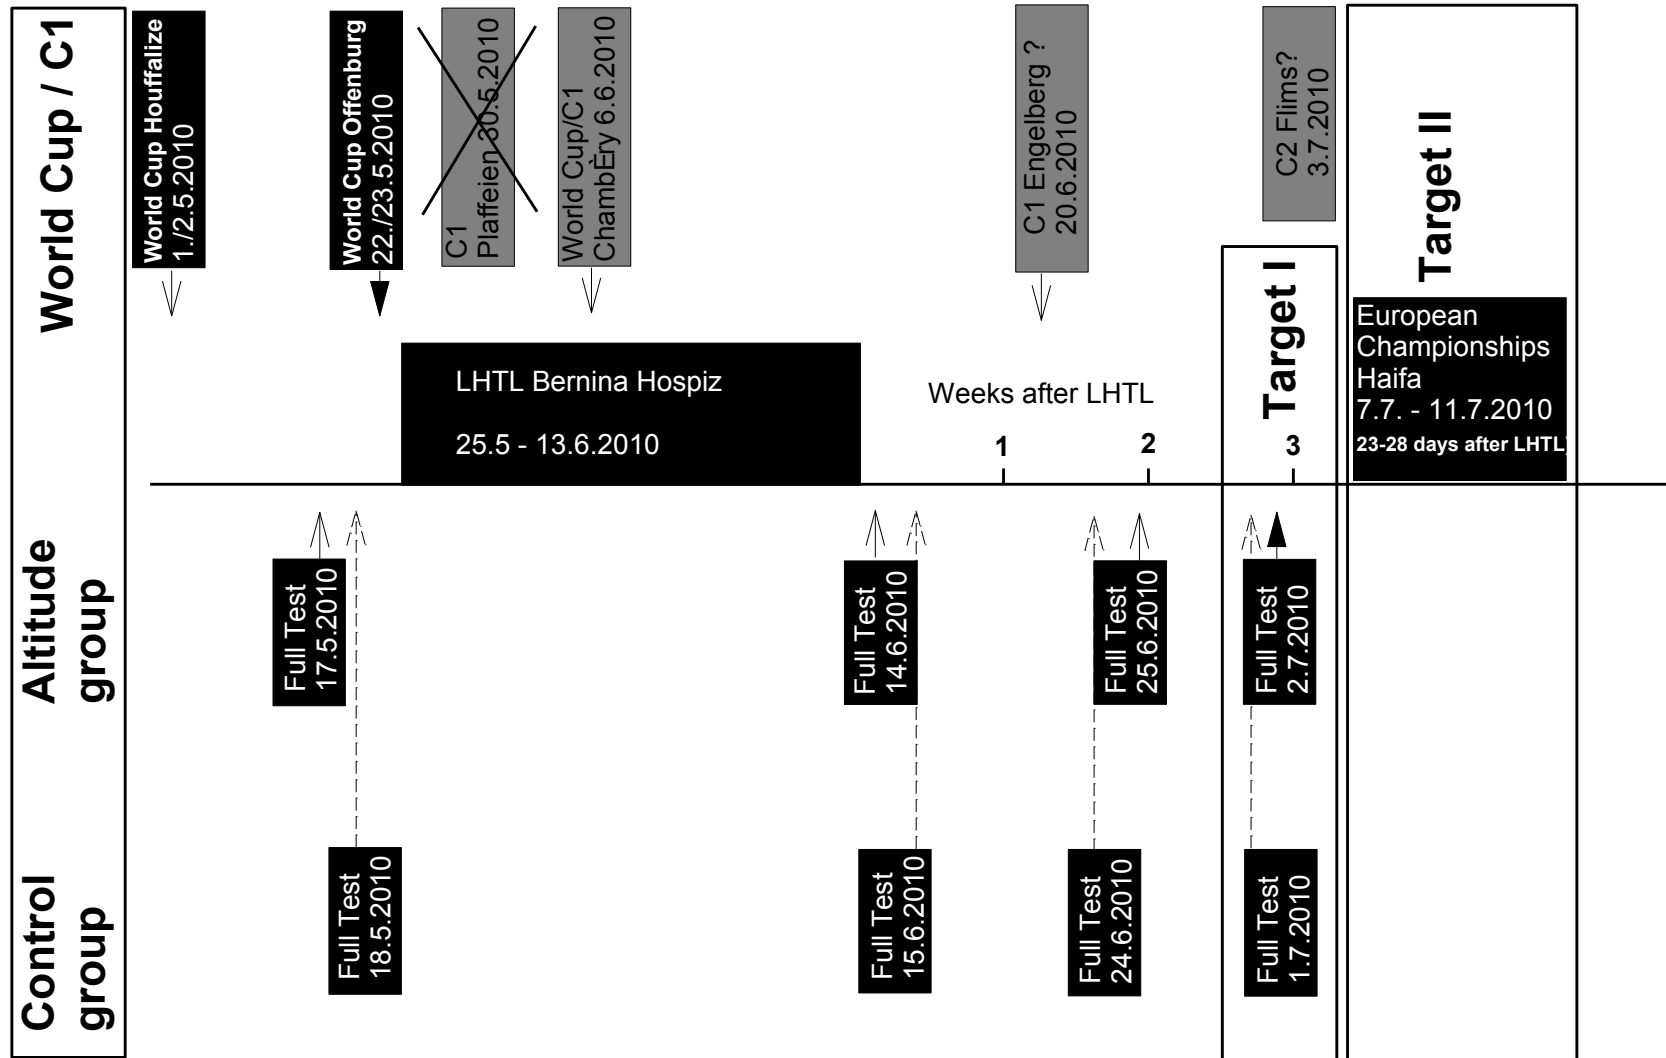 World Cup / C1
World Cup Houffalize
1./2.5.2010
World Cup Offenburg
22./23.5.2010
C1
Plaffeien 30.5.2010
World Cup/C1
ChambÈry 6.6.2010
C1 Engelberg ?
20.6.2010
C2 Flims?
3.7.2010
Target I
Target II
European
Championships
Haifa
7.7. - 11.7.2010
23-28 days after LHTL)
LHTL Bernina Hospiz
25.5 - 13.6.2010
Weeks after LHTL
1
2
3
Altitude
group
Full Test
17.5.2010
Full Test
14.6.2010
Full Test
25.6.2010
Full Test
2.7.2010
Control
group
Full Test
18.5.2010
Full Test
15.6.2010
Full Test
24.6.2010
Full Test
1.7.2010